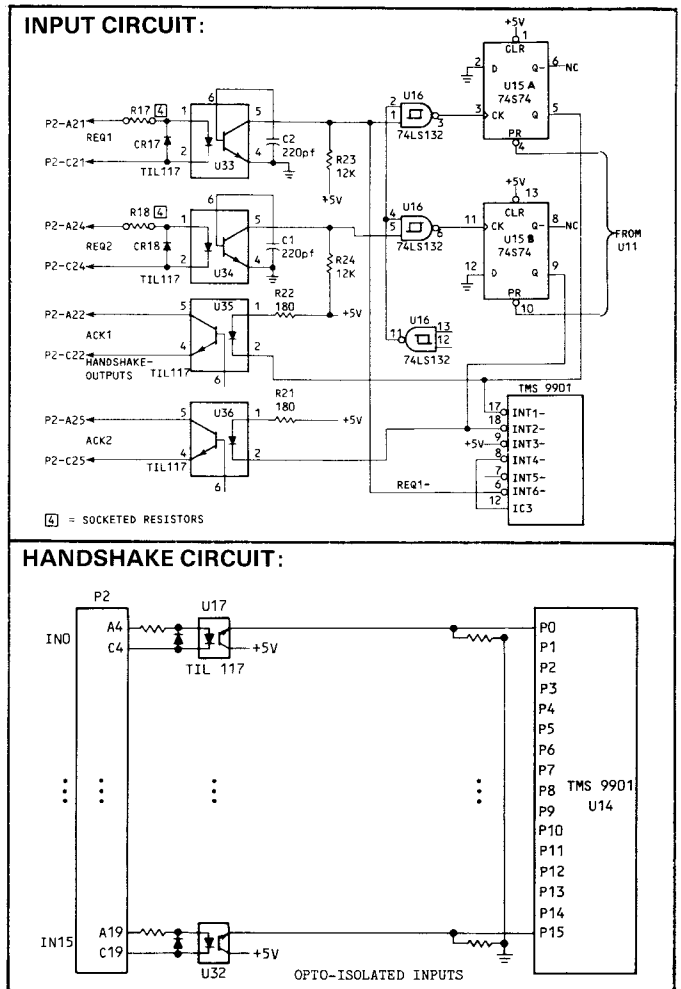 INPUT CIRCUIT:
+5V
1
CLR
2 D Q- 6 NC
U15 A
74S74
3 CK Q 5
PR
4
U16
2
1
3
74LS132
P2-A21 R17 4
REQ1 CR17
P2-C21
1
2
6
5
4
TIL117 U33
C2
220pf
R23
12K
+5V
+5V
13
CLR
11 CK Q- 8 NC
U15 B
74S74
12 D Q 9
PR
10
FROM
U11
U16
4
5
6
74LS132
P2-A24 R18 4
REQ2 CR18
P2-C24
1
2
6
5
4
TIL117 U34
C1
220pf
R24
12K
P2-A22
ACK1
P2-C22
HANDSHAKE-
OUTPUTS
5
4
U35
1
2
TIL117
6
R22
180
+5V
U16
11
13
12
74LS132
P2-A25
ACK2
P2-C25
5
4
U36
1
2
TIL117
6
R21
180
+5V
TMS 9901
17 INT1-
18 INT2-
+5V 9 INT3-
8 INT4-
7 INT5-
REQ1- 6 INT6-
12 IC3
4 = SOCKETED RESISTORS
HANDSHAKE CIRCUIT:
P2
U17
IN0
A4
C4
+5V
TIL 117
P0
P1
P2
P3
P4
P5
P6
P7
P8 TMS 9901
P9 U14
P10
P11
P12
P13
P14
P15
IN15
A19
C19
+5V
U32
OPTO-ISOLATED INPUTS